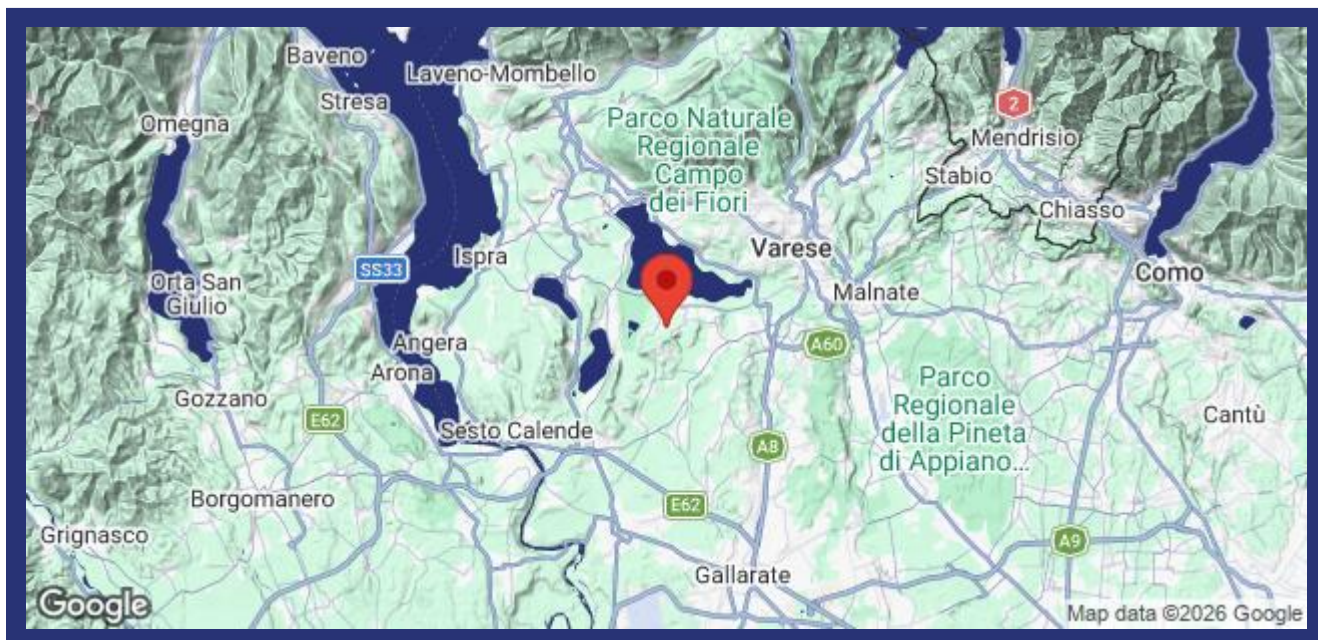 Baveno
Laveno-Mombello
Stresa
2
Omegna
Parco Naturale
Regionale
Campo
dei Fiori
Mendrisio
Stabio
Chiasso
Varese
Ispra
SS33
Como
Orta San
Giulio
Malnate
Angera
A60
Arona
Parco
Regionale
della Pineta
di Appiano...
Gozzano
Cantù
E62
Sesto Calende
A8
Borgomanero
E62
Grignasco
A9
Gallarate
Google
Map data ©2026 Google